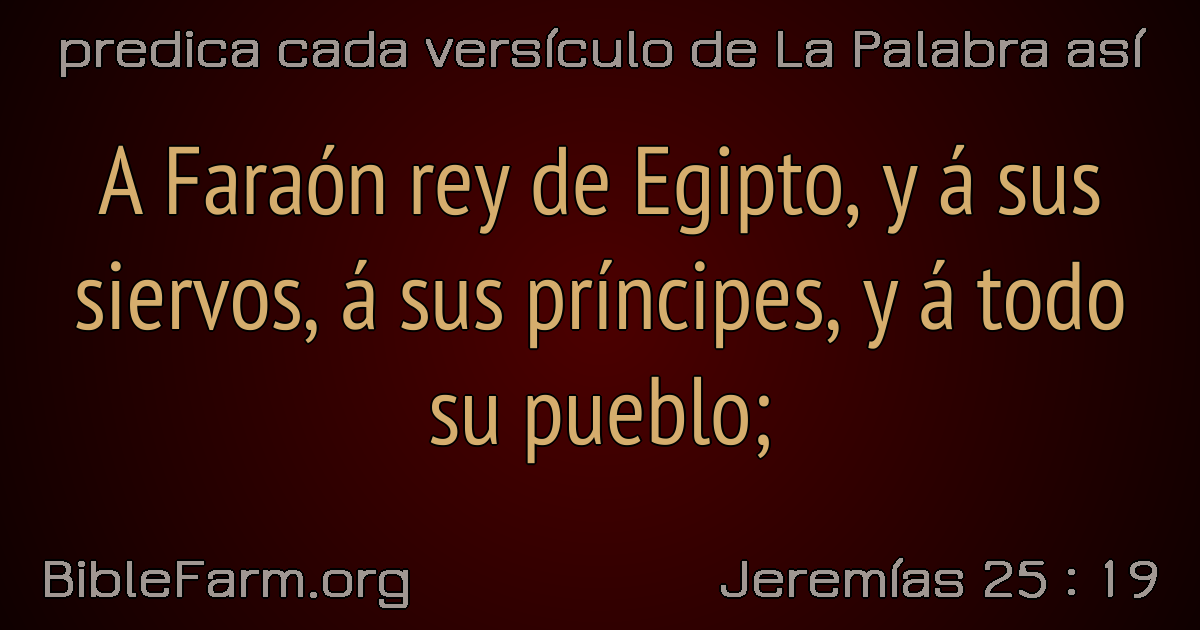 predica cada versículo de La Palabra así
A Faraón rey de Egipto, y á sus
siervos, á sus príncipes, y á todo
su pueblo;
BibleFarm.org
Jeremías 25 : 19